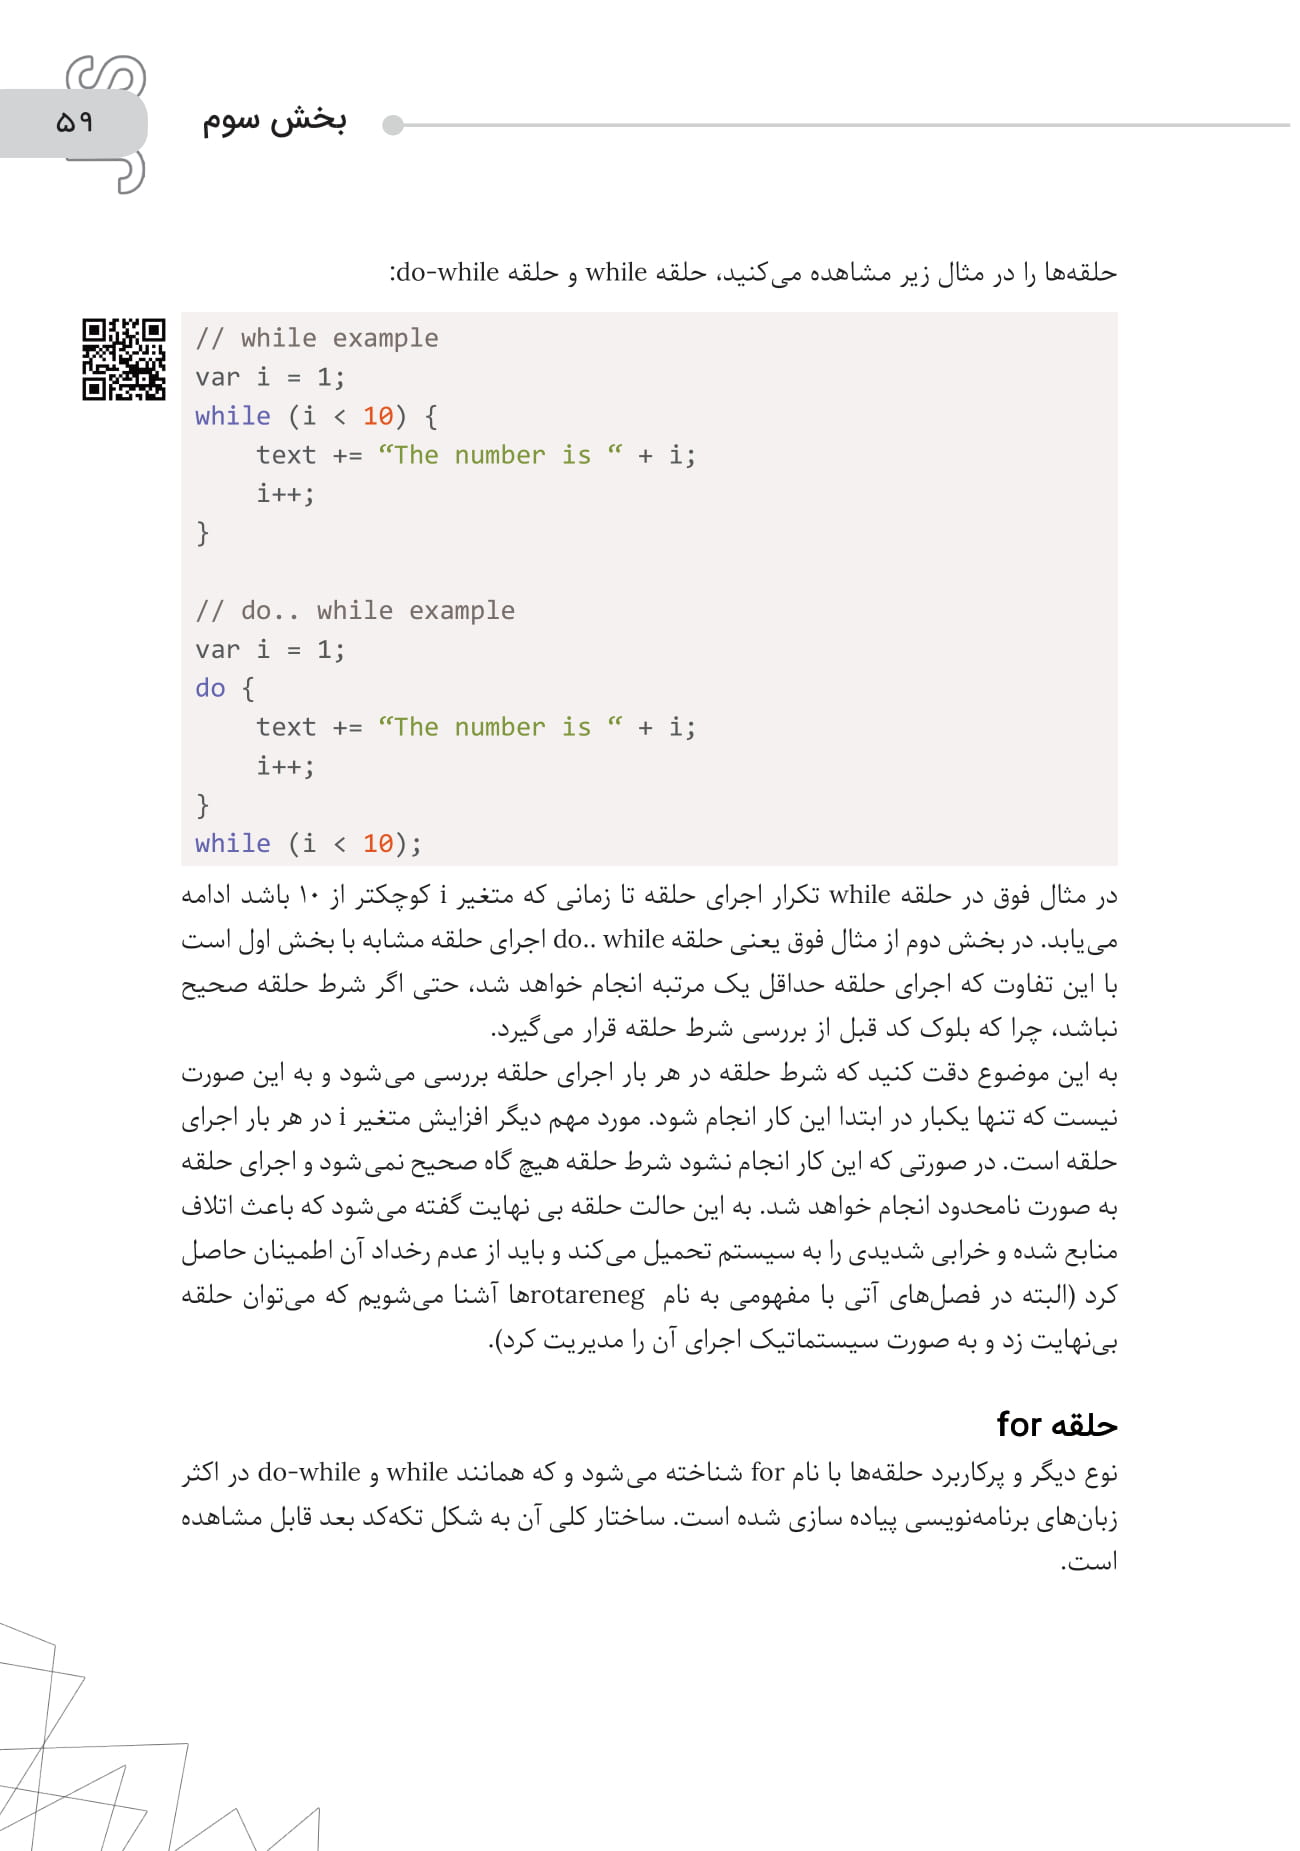 ۵۹
بخش سوم
حلقه‌ها را در مثال زیر مشاهده می‌کنید، حلقه while و حلقه do-while:
// while example
var i = 1;
while (i < 10) {
    text += “The number is “ + i;
    i++;
}
// do.. while example
var i = 1;
do {
    text += “The number is “ + i;
    i++;
}
while (i < 10);
در مثال فوق در حلقه while تکرار اجرای حلقه تا زمانی که متغیر i کوچکتر از ۱۰ باشد ادامه
می‌یابد. در بخش دوم از مثال فوق یعنی حلقه do.. while اجرای حلقه مشابه با بخش اول است
با این تفاوت که اجرای حلقه حداقل یک مرتبه انجام خواهد شد، حتی اگر شرط حلقه صحیح
نباشد، چرا که بلوک کد قبل از بررسی شرط حلقه قرار می‌گیرد.
به این موضوع دقت کنید که شرط حلقه در هر بار اجرای حلقه بررسی می‌شود و به این صورت
نیست که تنها یکبار در ابتدا این کار انجام شود. مورد مهم دیگر افزایش متغیر i در هر بار اجرای
حلقه است. در صورتی که این کار انجام نشود شرط حلقه هیچ گاه صحیح نمی‌شود و اجرای حلقه
به صورت نامحدود انجام خواهد شد. به این حالت حلقه بی نهایت گفته می‌شود که باعث اتلاف
منابع شده و خرابی شدیدی را به سیستم تحمیل می‌کند و باید از عدم رخداد آن اطمینان حاصل
کرد (البته در فصل‌های آتی با مفهومی به نام rotarenegها آشنا می‌شویم که می‌توان حلقه
بی‌نهایت زد و به صورت سیستماتیک اجرای آن را مدیریت کرد).
حلقه for
نوع دیگر و پرکاربرد حلقه‌ها با نام for شناخته می‌شود و که همانند while و do-while در اکثر
زبان‌های برنامه‌نویسی پیاده سازی شده است. ساختار کلی آن به شکل تکه‌کد بعد قابل مشاهده
است.